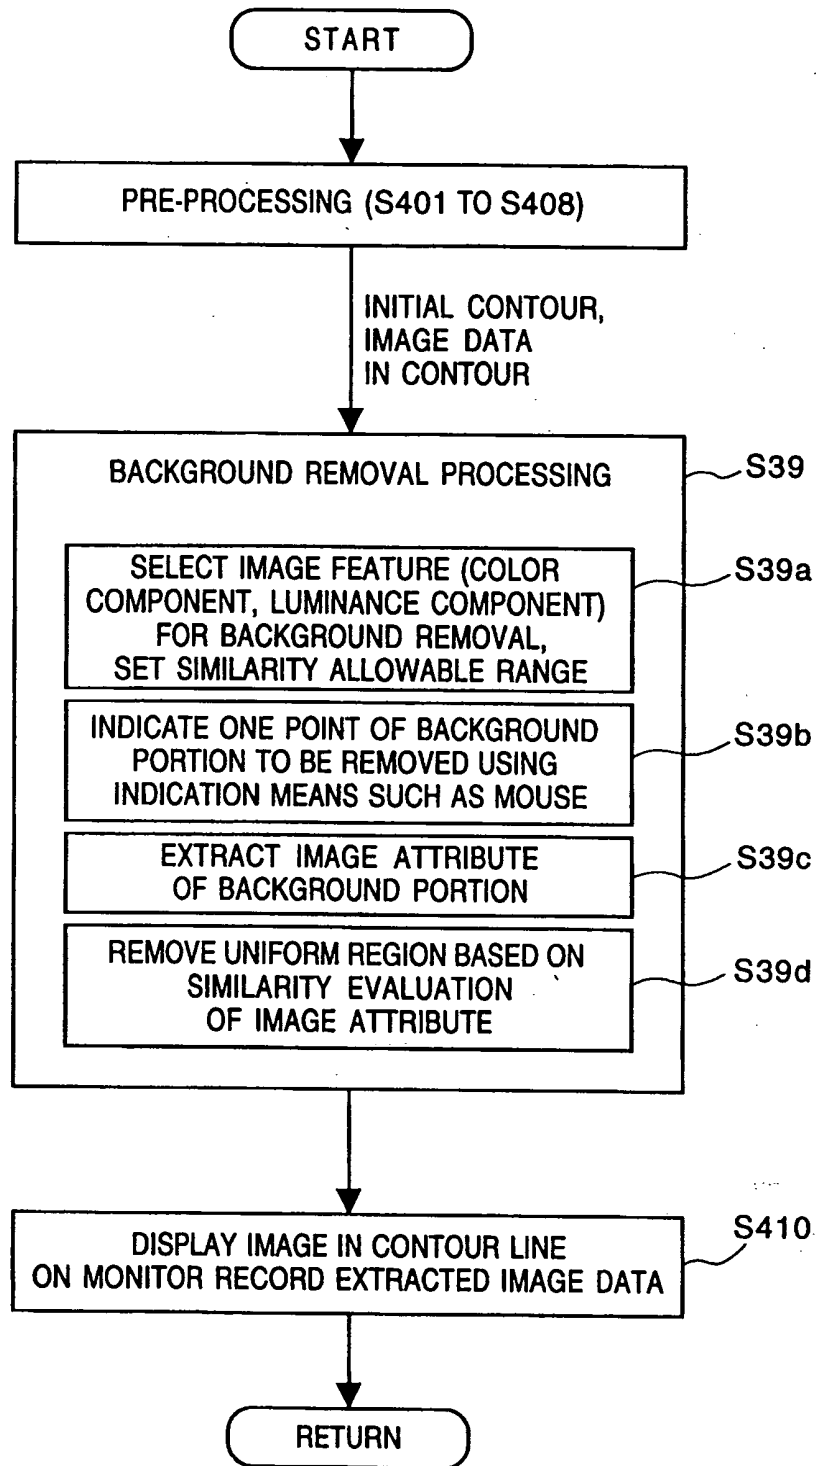 START
PRE-PROCESSING (S401 TO S408)
INITIAL CONTOUR,
IMAGE DATA
IN CONTOUR
BACKGROUND REMOVAL PROCESSING
S39
SELECT IMAGE FEATURE (COLOR
COMPONENT, LUMINANCE COMPONENT)
FOR BACKGROUND REMOVAL,
SET SIMILARITY ALLOWABLE RANGE
S39a
INDICATE ONE POINT OF BACKGROUND
PORTION TO BE REMOVED USING
INDICATION MEANS SUCH AS MOUSE
S39b
EXTRACT IMAGE ATTRIBUTE
OF BACKGROUND PORTION
S39c
REMOVE UNIFORM REGION BASED ON
SIMILARITY EVALUATION
OF IMAGE ATTRIBUTE
S39d
DISPLAY IMAGE IN CONTOUR LINE
ON MONITOR RECORD EXTRACTED IMAGE DATA
S410
RETURN